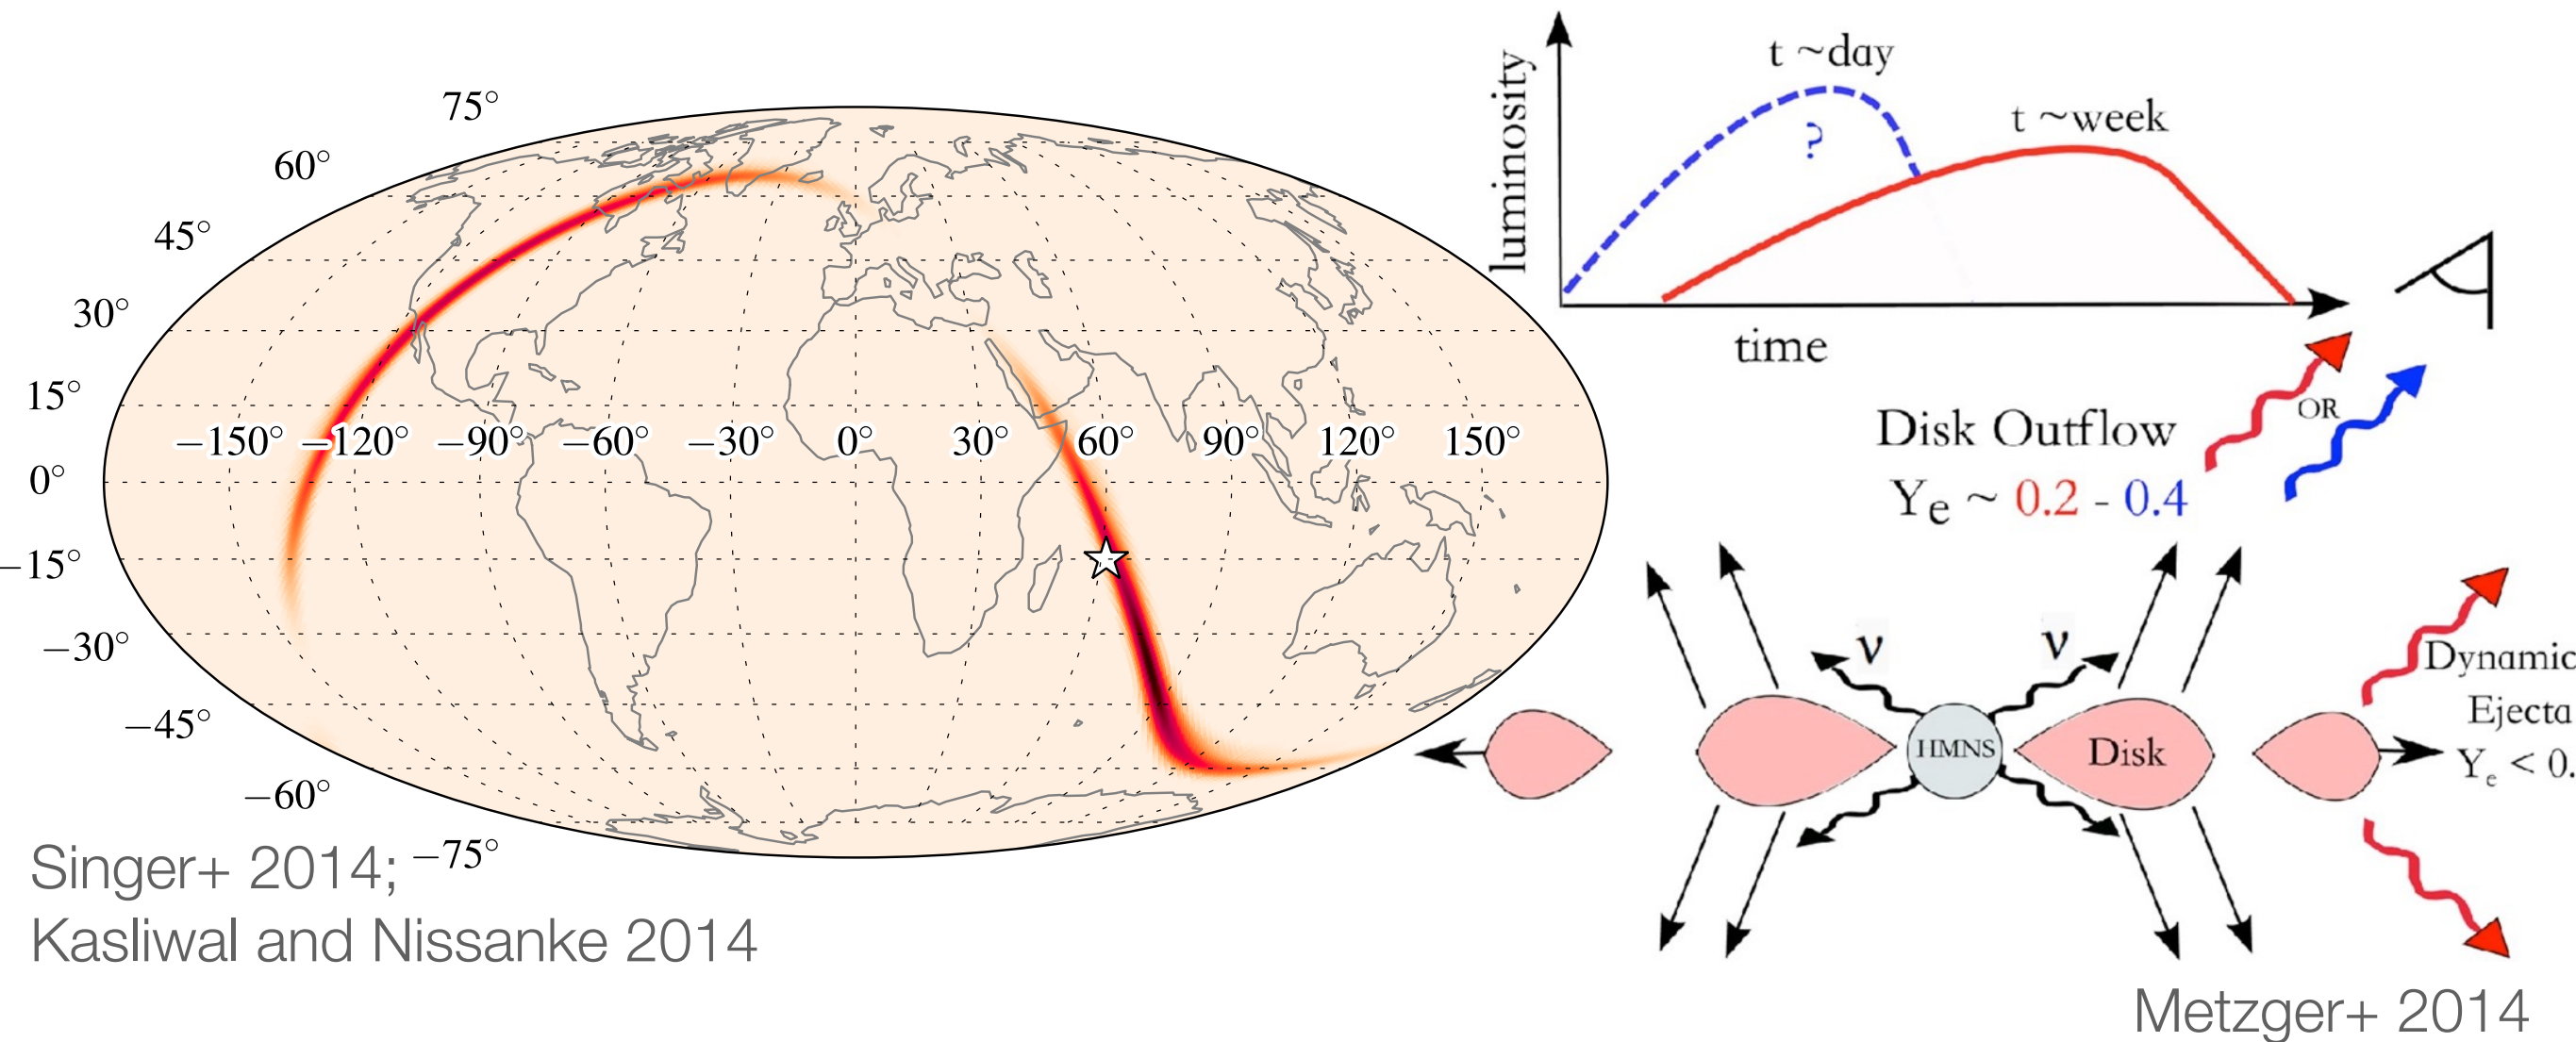 75°
60°
45°
30°
15°
0°
−15°
−30°
−45°
−60°
−75°
−150° −120° −90° −60° −30° 0° 30° 60° 90° 120° 150°
Singer+ 2014;
Kasliwal and Nissanke 2014
luminosity
t ~day
?
t ~week
time
OR
Disk Outflow
Ye ~ 0.2 - 0.4
ν
ν
HMNS
Disk
Dynamic
Ejecta
Ye < 0.
Metzger+ 2014